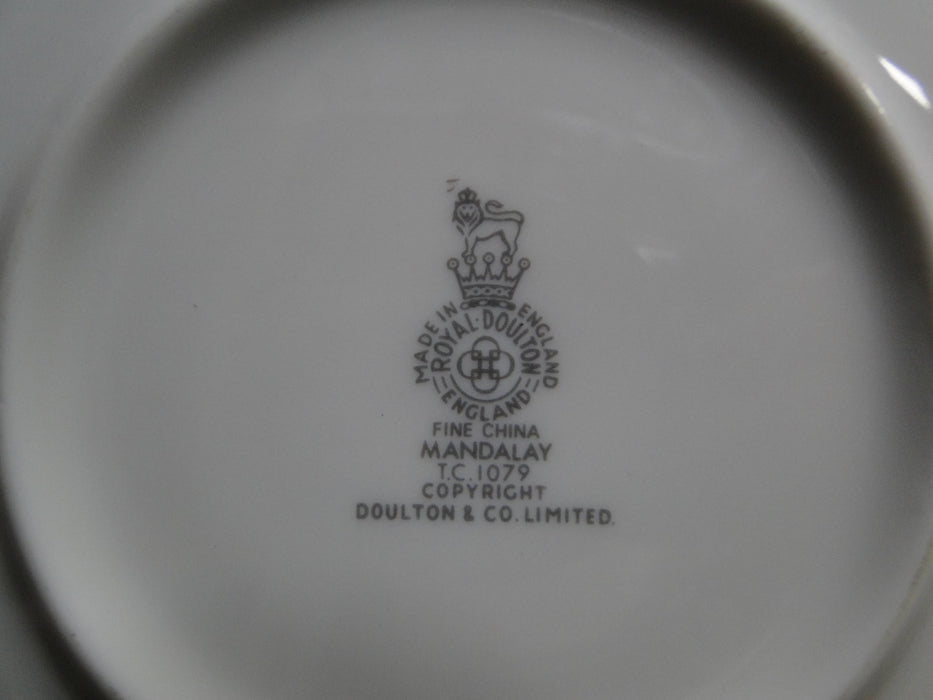 MADE IN ENGLAND
ROYAL·DOULTON
ENGLAND
FINE CHINA
MANDALAY
T.C.1079
COPYRIGHT
DOULTON & CO. LIMITED.